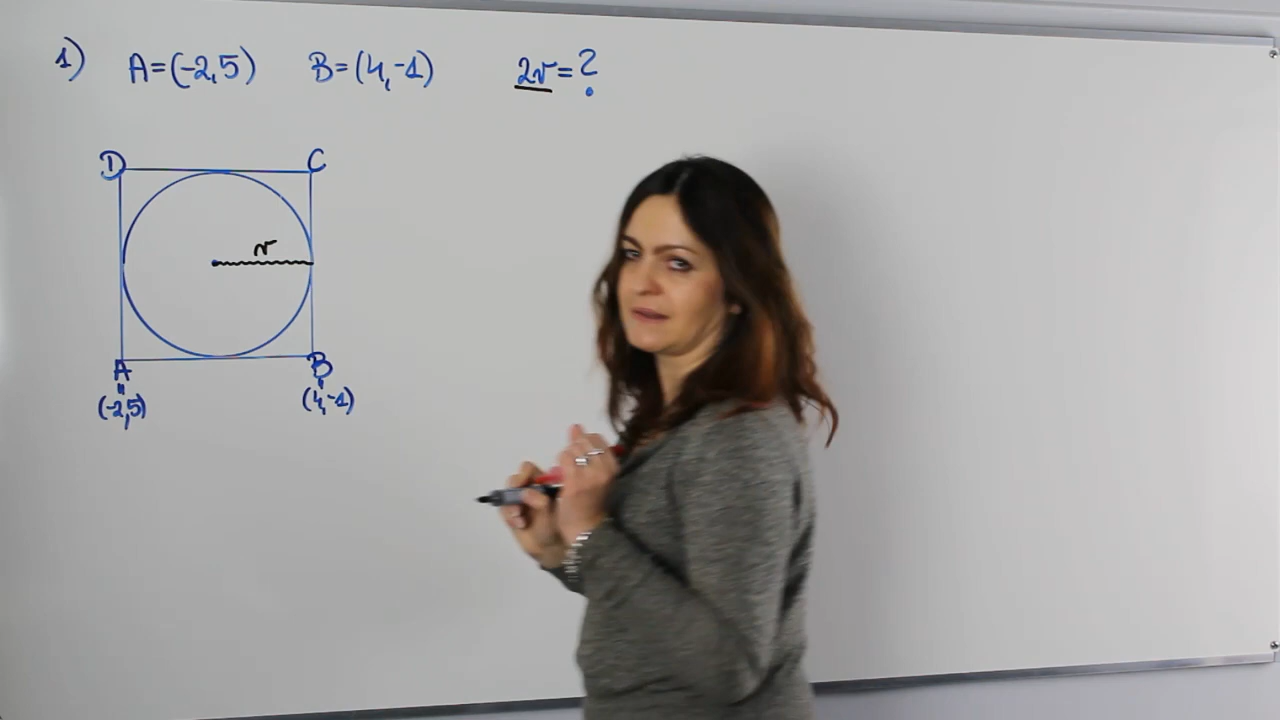 1) A=(-2,5) B=(4,-1) 2r=?
D C
r
A B
(-2,5) (4,-1)